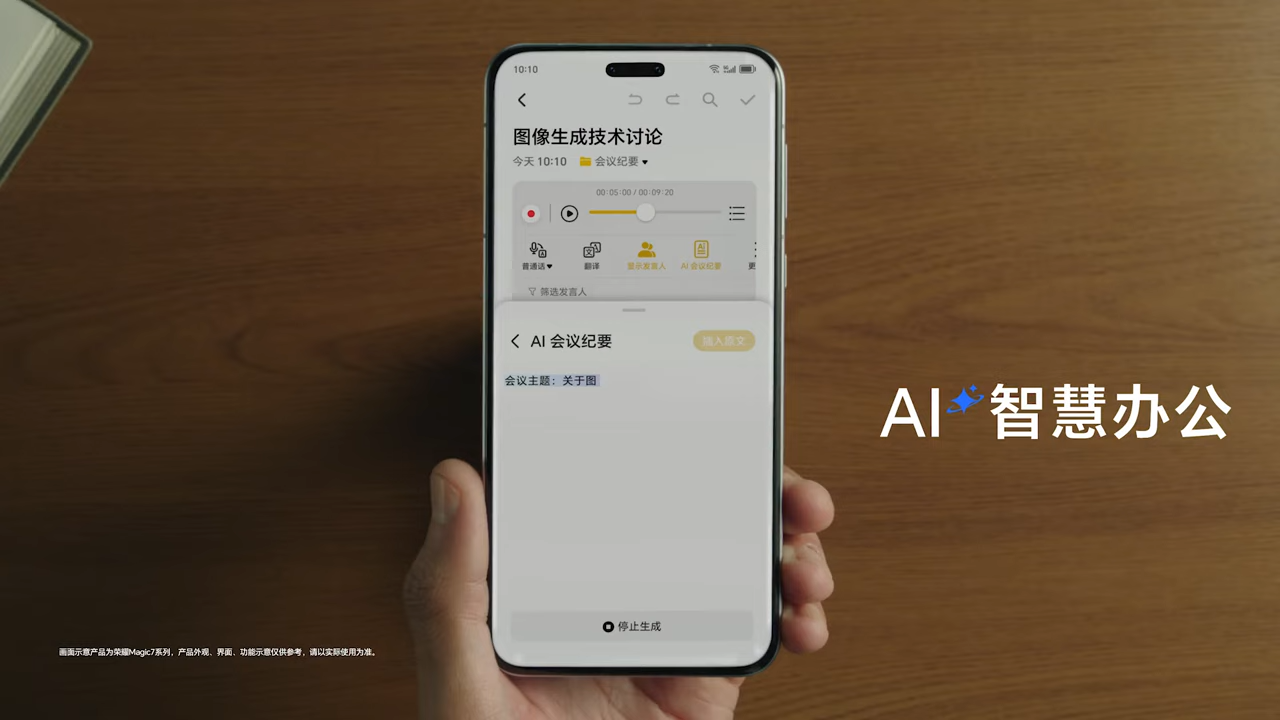 10:10
图像生成技术讨论
今天 10:10 会议纪要
00:05:00 / 00:09:20
普通话 翻译 显示发言人 AI 会议纪要 更
筛选发言人
AI 会议纪要 插入原文
会议主题：关于图
停止生成
AI 智慧办公
画面示意产品为荣耀Magic7系列，产品外观、界面、功能示意仅供参考，请以实际使用为准。